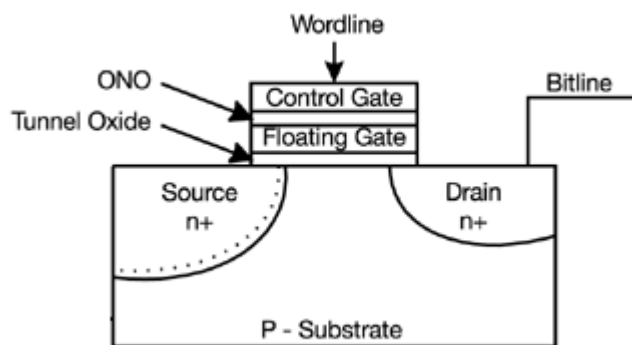 Wordline
ONO
Bitline
Control Gate
Tunnel Oxide
Floating Gate
Source
n+
Drain
n+
P - Substrate